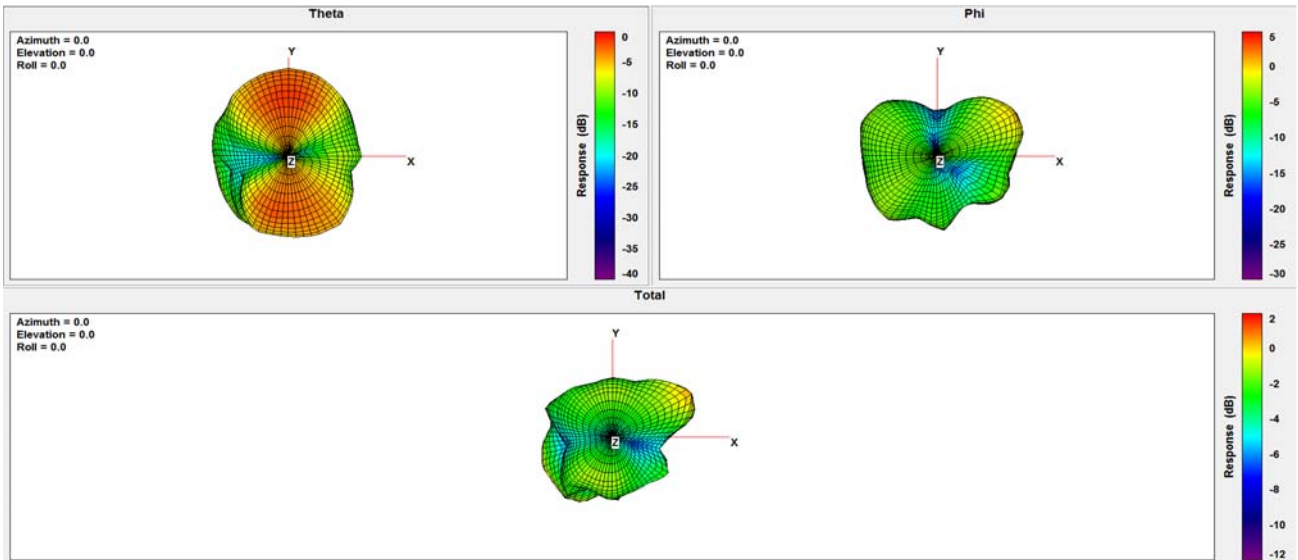 Theta
Azimuth = 0.0
Elevation = 0.0
Roll = 0.0
Y
X
Z
0
-5
-10
-15
-20
-25
-30
-35
-40
Response (dB)
Phi
Azimuth = 0.0
Elevation = 0.0
Roll = 0.0
Y
X
Z
5
0
-5
-10
-15
-20
-25
-30
Response (dB)
Total
Azimuth = 0.0
Elevation = 0.0
Roll = 0.0
Y
X
Z
2
0
-2
-4
-6
-8
-10
-12
Response (dB)